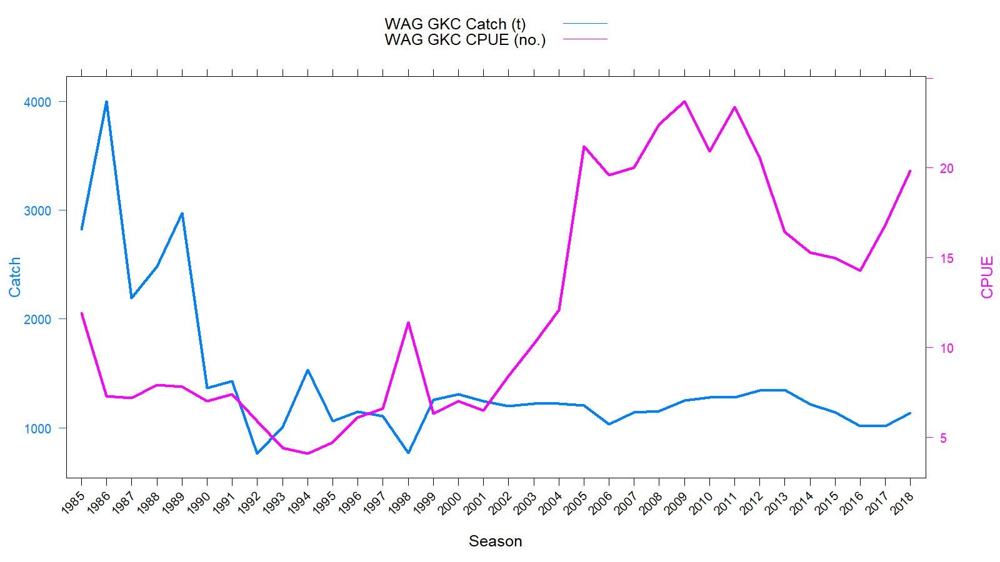 WAG GKC Catch (t)
WAG GKC CPUE (no.)
4000
3000
2000
1000
Catch
20
15
10
5
CPUE
1985 1986 1987 1988 1989 1990 1991 1992 1993 1994 1995 1996 1997 1998 1999 2000 2001 2002 2003 2004 2005 2006 2007 2008 2009 2010 2011 2012 2013 2014 2015 2016 2017 2018
Season